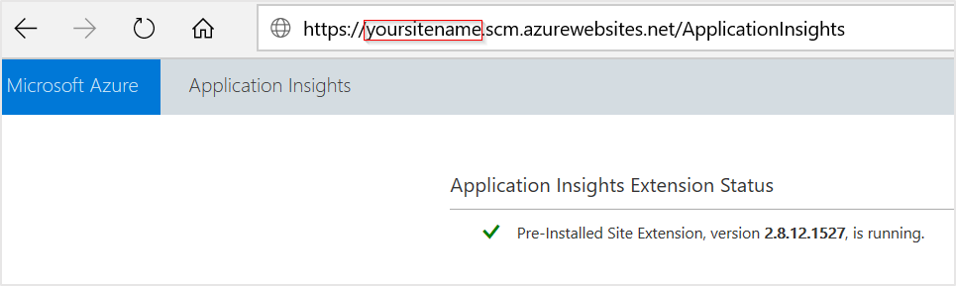 https://yoursitename.scm.azurewebsites.net/ApplicationInsights
Microsoft Azure Application Insights
Application Insights Extension Status
Pre-Installed Site Extension, version 2.8.12.1527, is running.